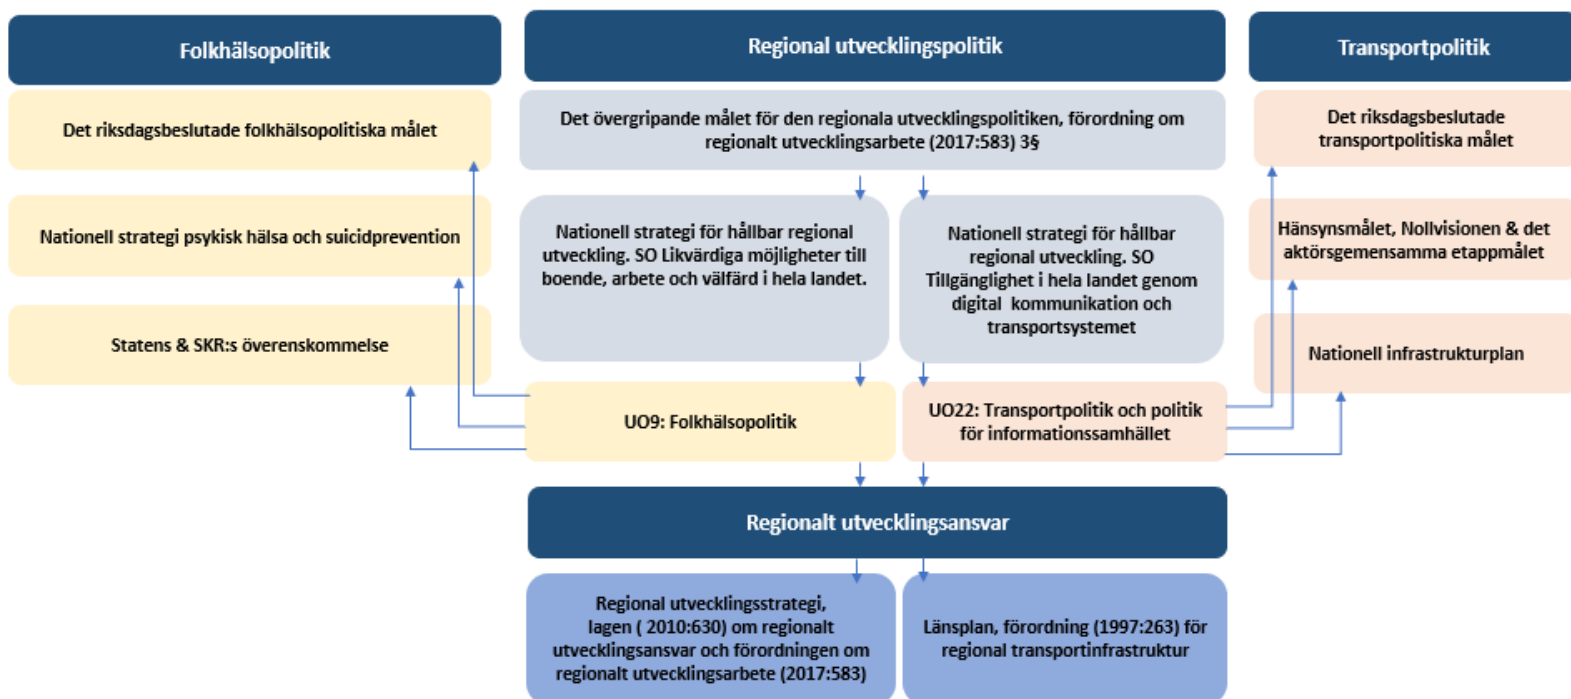 Folkhälsopolitik
Regional utvecklingspolitik
Transportpolitik
Det riksdagsbeslutade folkhälsopolitiska målet
Det övergripande målet för den regionala utvecklingspolitiken, förordning om
regionalt utvecklingsarbete (2017:583) 3§
Det riksdagsbeslutade
transportpolitiska målet
Nationell strategi psykisk hälsa och suicidprevention
Nationell strategi för hållbar regional
utveckling. SO Likvärdiga möjligheter till
boende, arbete och välfärd i hela landet.
Nationell strategi för hållbar
regional utveckling. SO
Tillgänglighet i hela landet genom
digital kommunikation och
transportsystemet
Hänsynsmålet, Nollvisionen & det
aktörsgemensamma etappmålet
Statens & SKR:s överenskommelse
Nationell infrastrukturplan
UO9: Folkhälsopolitik
UO22: Transportpolitik och politik
för informationssamhället
Regionalt utvecklingsansvar
Regional utvecklingsstrategi,
lagen ( 2010:630) om regionalt
utvecklingsansvar och förordningen om
regionalt utvecklingsarbete (2017:583)
Länsplan, förordning (1997:263) för
regional transportinfrastruktur